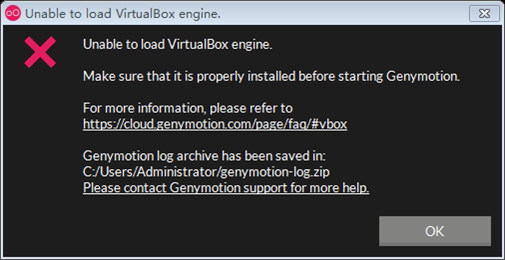 Unable to load VirtualBox engine.
Unable to load VirtualBox engine.
Make sure that it is properly installed before starting Genymotion.
For more information, please refer to
https://cloud.genymotion.com/page/faq/#vbox
Genymotion log archive has been saved in:
C:/Users/Administrator/genymotion-log.zip
Please contact Genymotion support for more help.
OK